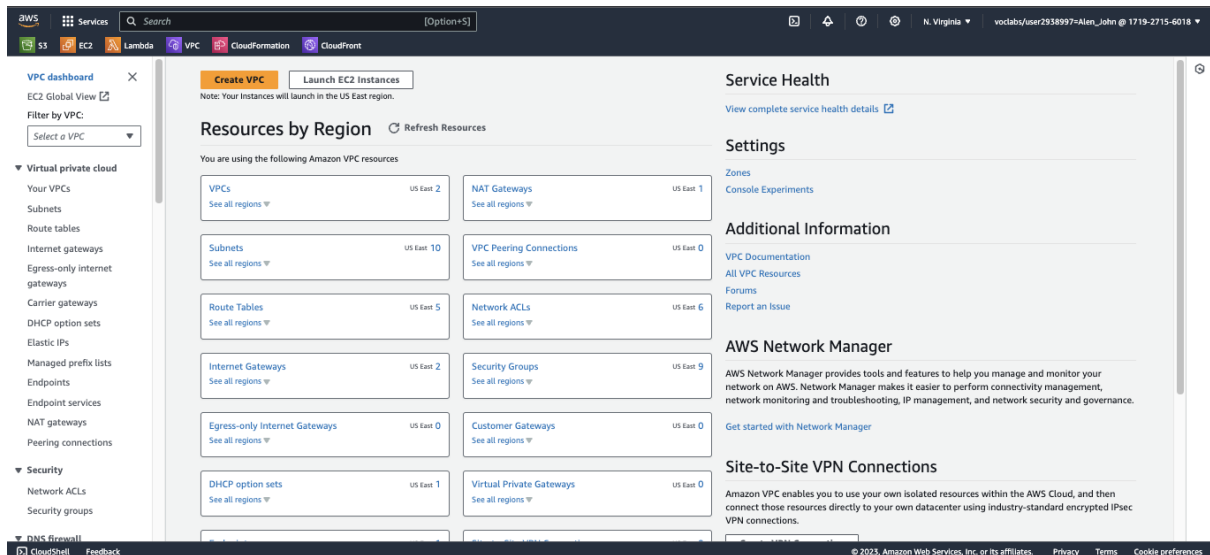 aws Services Search [Option+S] N. Virginia ▼ voclabs/user2938997=Alen_John @ 1719-2715-6018 ▼
S3 EC2 Lambda VPC CloudFormation CloudFront
VPC dashboard
EC2 Global View
Filter by VPC:
Select a VPC
Virtual private cloud
Your VPCs
Subnets
Route tables
Internet gateways
Egress-only internet
gateways
Carrier gateways
DHCP option sets
Elastic IPs
Managed prefix lists
Endpoints
Endpoint services
NAT gateways
Peering connections
Security
Network ACLs
Security groups
DNS firewall
Create VPC Launch EC2 Instances
Note: Your Instances will launch in the US East region.
Resources by Region Refresh Resources
You are using the following Amazon VPC resources
VPCs US East 2
See all regions
NAT Gateways US East 1
See all regions
Subnets US East 10
See all regions
VPC Peering Connections US East 0
See all regions
Route Tables US East 5
See all regions
Network ACLs US East 6
See all regions
Internet Gateways US East 2
See all regions
Security Groups US East 9
See all regions
Egress-only Internet Gateways US East 0
See all regions
Customer Gateways US East 0
See all regions
DHCP option sets US East 1
See all regions
Virtual Private Gateways US East 0
See all regions
Service Health
View complete service health details
Settings
Zones
Console Experiments
Additional Information
VPC Documentation
All VPC Resources
Forums
Report an Issue
AWS Network Manager
AWS Network Manager provides tools and features to help you manage and monitor your
network on AWS. Network Manager makes it easier to perform connectivity management,
network monitoring and troubleshooting, IP management, and network security and governance.
Get started with Network Manager
Site-to-Site VPN Connections
Amazon VPC enables you to use your own isolated resources within the AWS Cloud, and then
connect those resources directly to your own datacenter using industry-standard encrypted IPsec
VPN connections.
CloudShell Feedback © 2023, Amazon Web Services, Inc. or its affiliates. Privacy Terms Cookie preferences